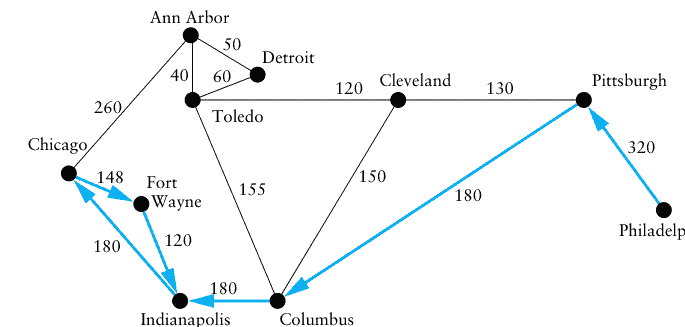 Ann Arbor
50
Detroit
40
60
Toledo
120
Cleveland
130
Pittsburgh
260
Chicago
148
Fort
Wayne
155
150
180
320
Philadelp
180
120
180
Indianapolis
Columbus